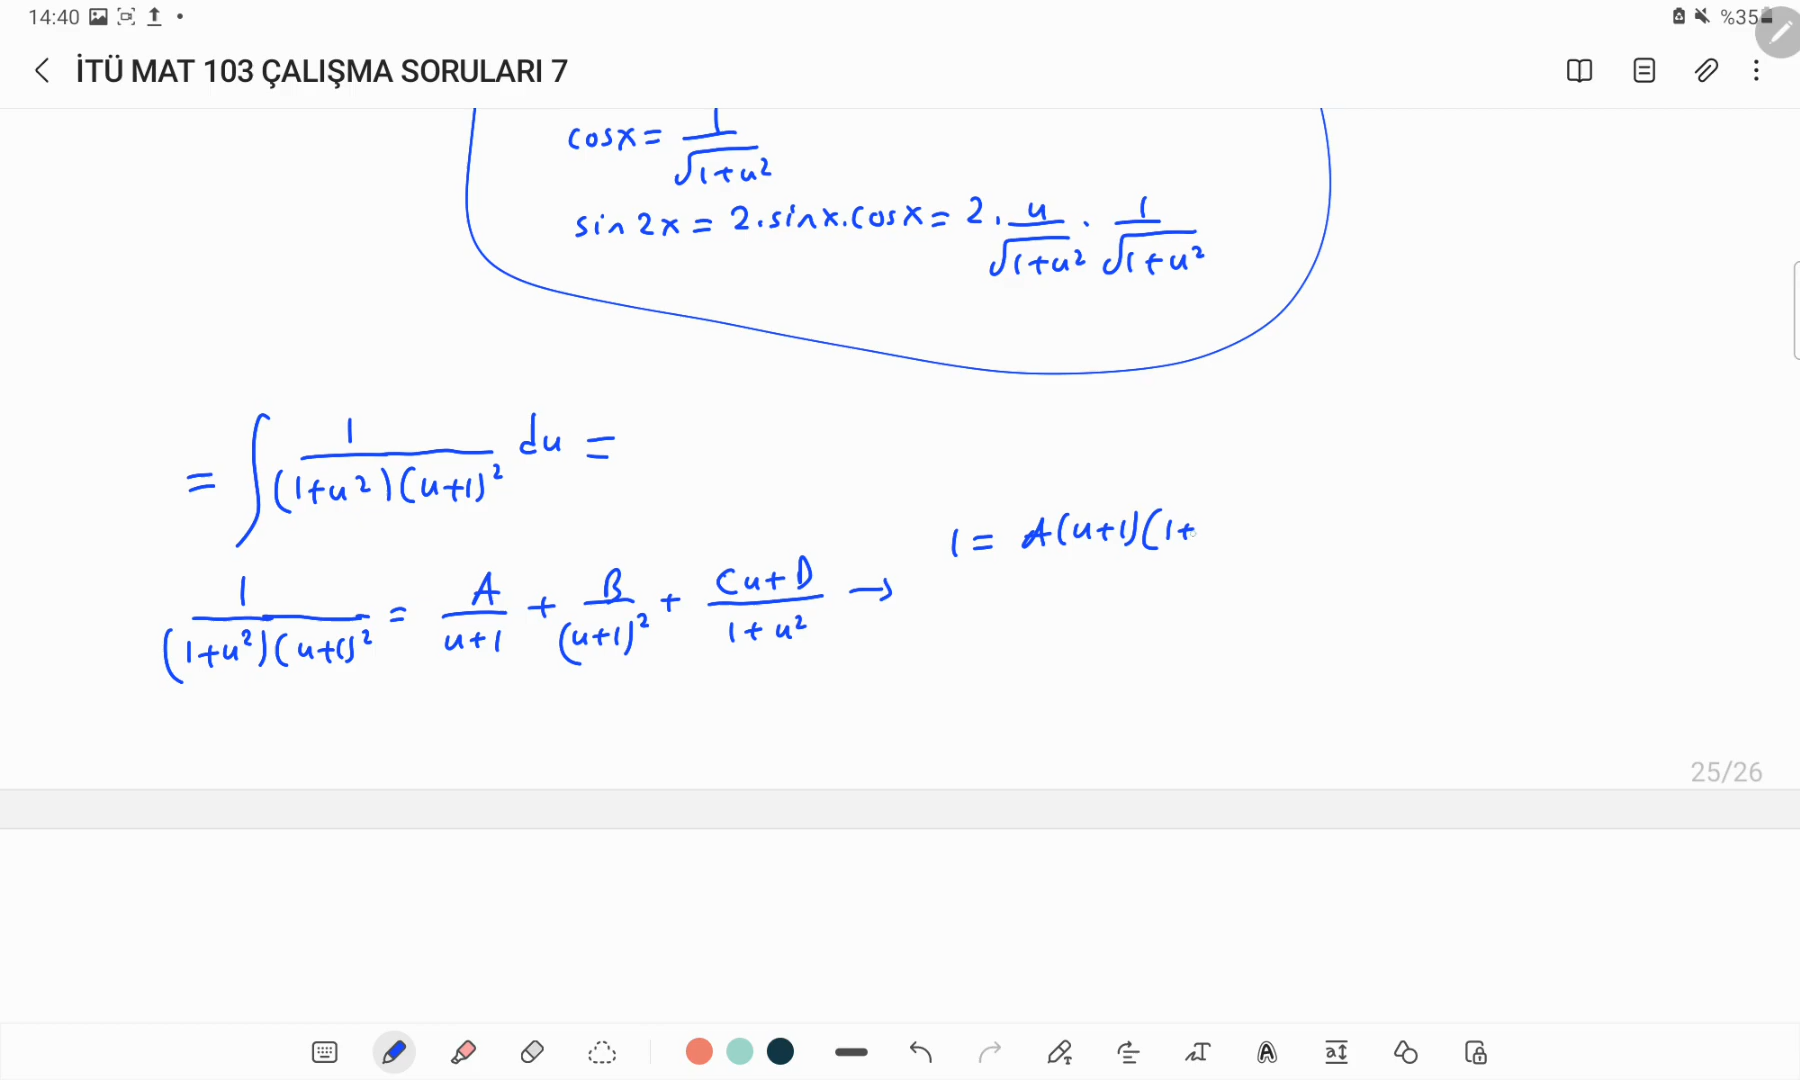 14:40 %35
İTÜ MAT 103 ÇALIŞMA SORULARI 7
cosx = 1/√(1+u²)
sin2x = 2.sinx.cosx = 2 . u/√(1+u²) . 1/√(1+u²)
= ∫ 1/((1+u²)(u+1)²) du =
1 = A(u+1)(1+
1/((1+u²)(u+1)²) = A/(u+1) + B/(u+1)² + (Cu+D)/(1+u²) →
25/26